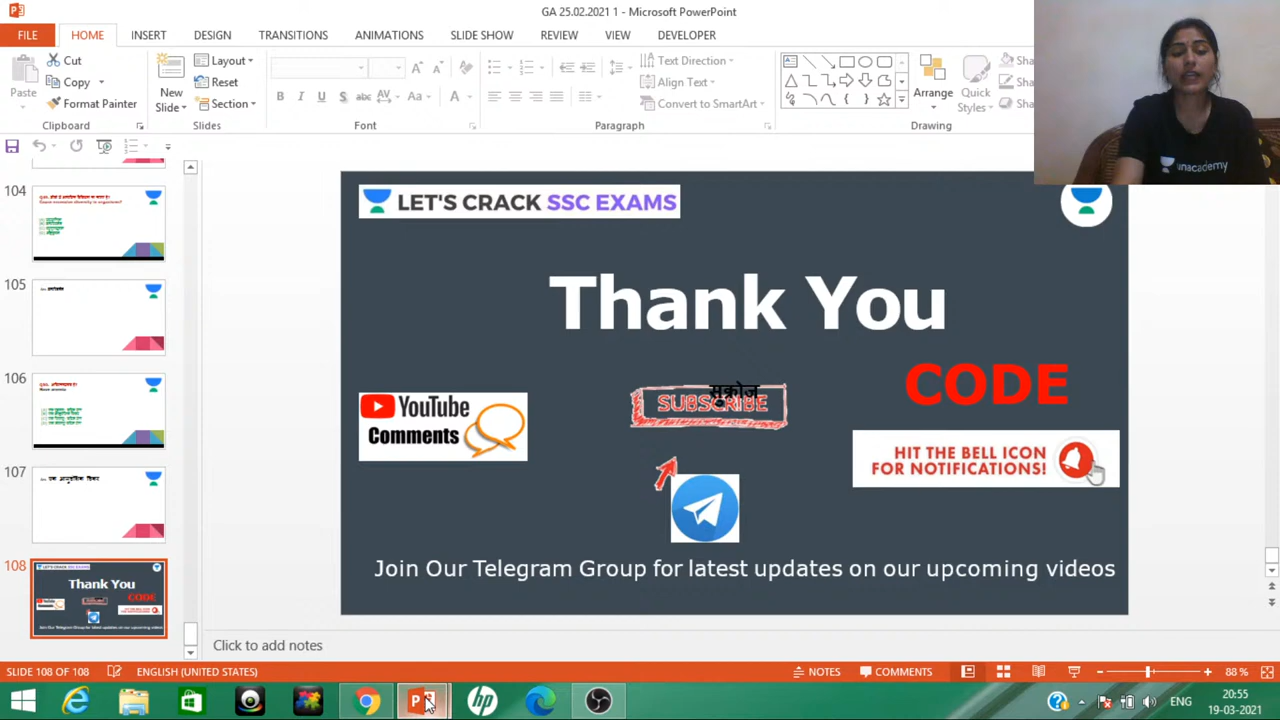 GA 25.02.2021 1 - Microsoft PowerPoint
FILE HOME INSERT DESIGN TRANSITIONS ANIMATIONS SLIDE SHOW REVIEW VIEW DEVELOPER
Paste
Cut
Copy
Format Painter
Clipboard
New
Slide
Layout
Reset
Section
Slides
B I U S abc AV Aa A
Font
Text Direction
Align Text
Convert to SmartArt
Paragraph
Arrange
Quick
Styles
Drawing
unacademy
104
105
106
107
एक आनुवंशिक विकार
108
LET'S CRACK SSC EXAMS
Thank You
CODE
YouTube
Comments
सूक्रोज
SUBSCRIBE
HIT THE BELL ICON
FOR NOTIFICATIONS!
Join Our Telegram Group for latest updates on our upcoming videos
Click to add notes
SLIDE 108 OF 108 ENGLISH (UNITED STATES) NOTES COMMENTS 88 %
ENG 20:55
19-03-2021